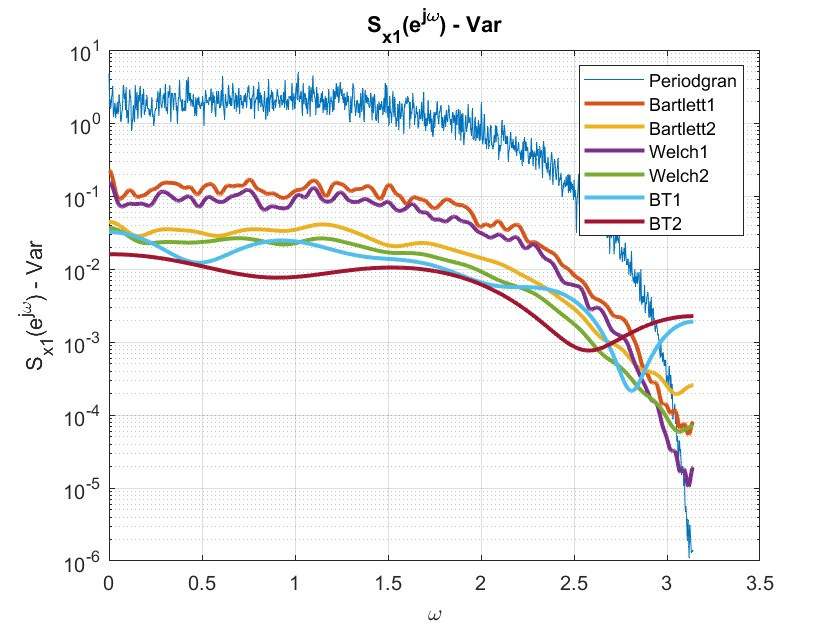 S_x1(e^jω) - Var
S_x1(e^jω) - Var
10^1
10^0
10^-1
10^-2
10^-3
10^-4
10^-5
10^-6
Periodgran
Bartlett1
Bartlett2
Welch1
Welch2
BT1
BT2
0 0.5 1 1.5 2 2.5 3 3.5
ω